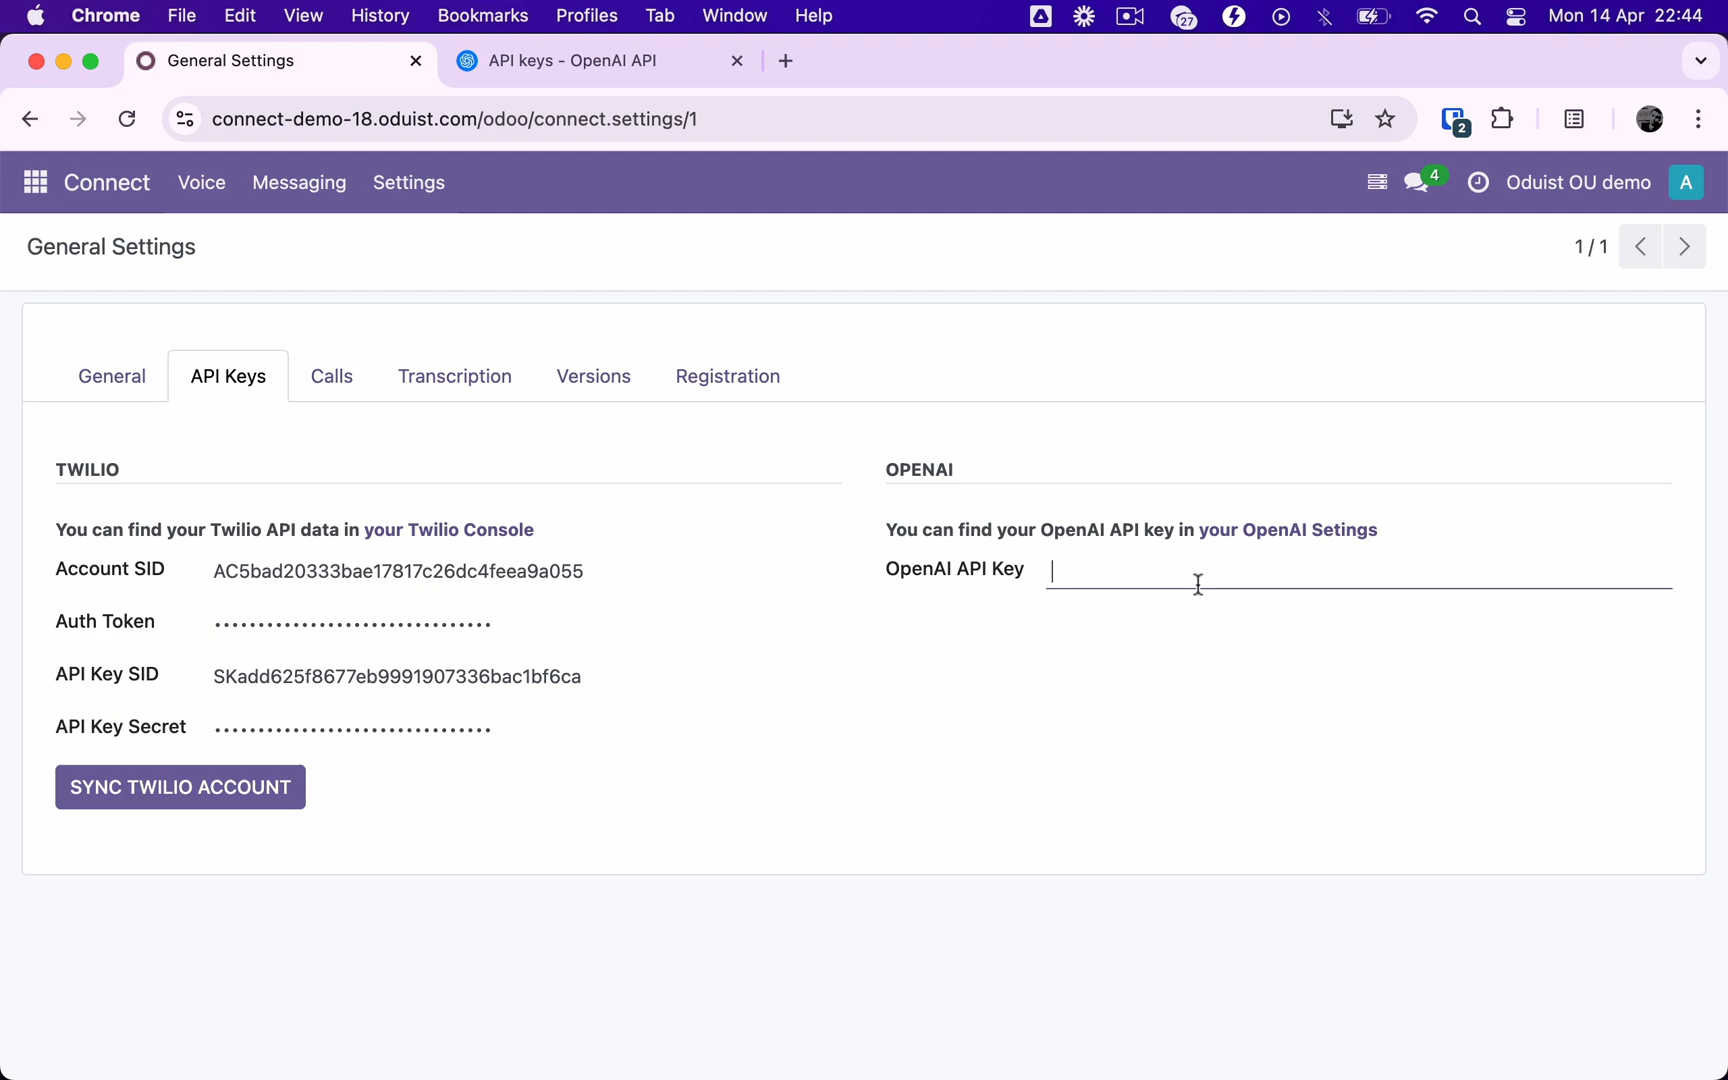 Chrome File Edit View History Bookmarks Profiles Tab Window Help 27 Mon 14 Apr 22:44
General Settings API keys - OpenAI API
connect-demo-18.oduist.com/odoo/connect.settings/1 2
Connect Voice Messaging Settings 4 Oduist OU demo A
General Settings 1 / 1
General API Keys Calls Transcription Versions Registration
TWILIO
You can find your Twilio API data in your Twilio Console
Account SID AC5bad20333bae17817c26dc4feea9a055
Auth Token ································
API Key SID SKadd625f8677eb9991907336bac1bf6ca
API Key Secret ································
SYNC TWILIO ACCOUNT
OPENAI
You can find your OpenAI API key in your OpenAI Setings
OpenAI API Key